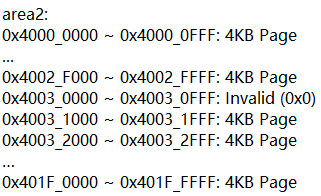 area2:
0x4000_0000 ~ 0x4000_0FFF: 4KB Page
...
0x4002_F000 ~ 0x4002_FFFF: 4KB Page
0x4003_0000 ~ 0x4003_0FFF: Invalid (0x0)
0x4003_1000 ~ 0x4003_1FFF: 4KB Page
0x4003_2000 ~ 0x4003_2FFF: 4KB Page
...
0x401F_0000 ~ 0x401F_FFFF: 4KB Page